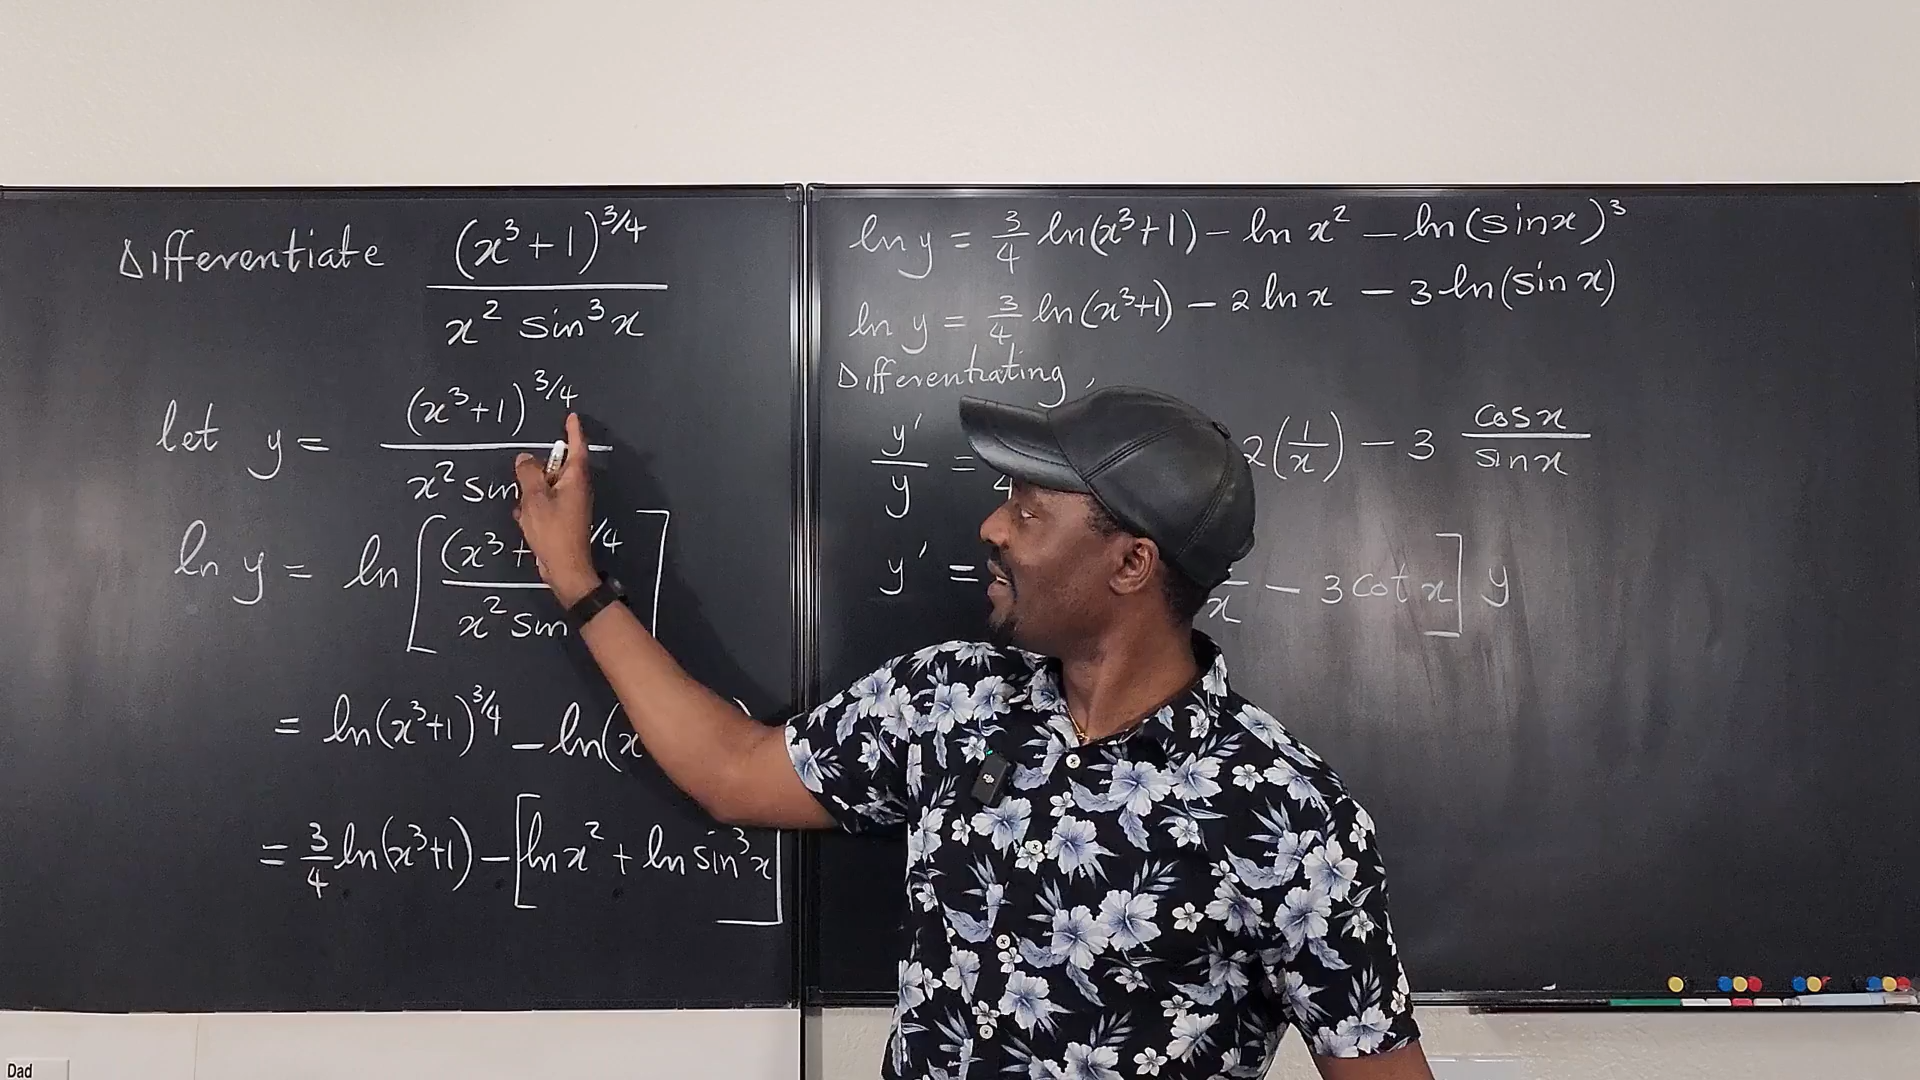 Differentiate (x³+1)^3/4 / x² sin³x
let y = (x³+1)^3/4 / x² sin
ln y = ln[(x³+ /4 / x² sin ]
= ln(x³+1)^3/4 − ln(x
= 3/4 ln(x³+1) − [ln x² + ln sin³x]
ln y = 3/4 ln(x³+1) − ln x² − ln(sinx)³
ln y = 3/4 ln(x³+1) − 2 ln x − 3 ln(sin x)
Differentiating,
y'/y = 2(1/x) − 3 cosx/sinx
y' = x − 3 cot x] y
Dad